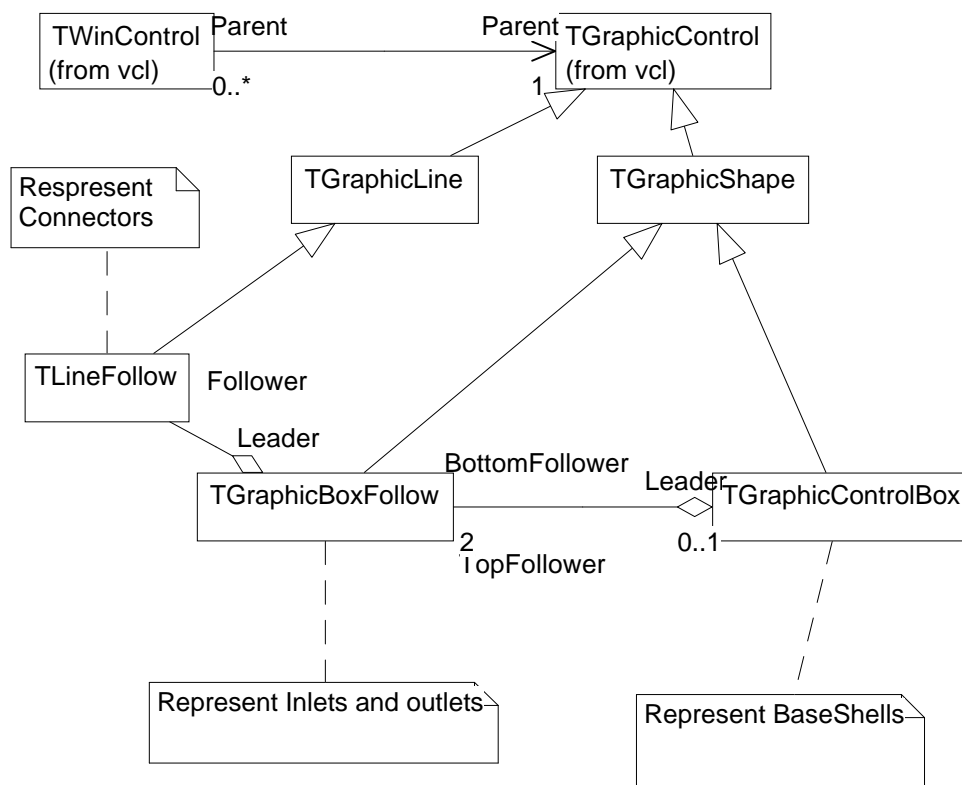 TWinControl
(from vcl)
Parent
Parent
TGraphicControl
(from vcl)
0..*
1
TGraphicLine
TGraphicShape
Respresent
Connectors
TLineFollow
Follower
Leader
TGraphicBoxFollow
BottomFollower
Leader
TGraphicControlBox
2
0..1
TopFollower
Represent Inlets and outlets
Represent BaseShells